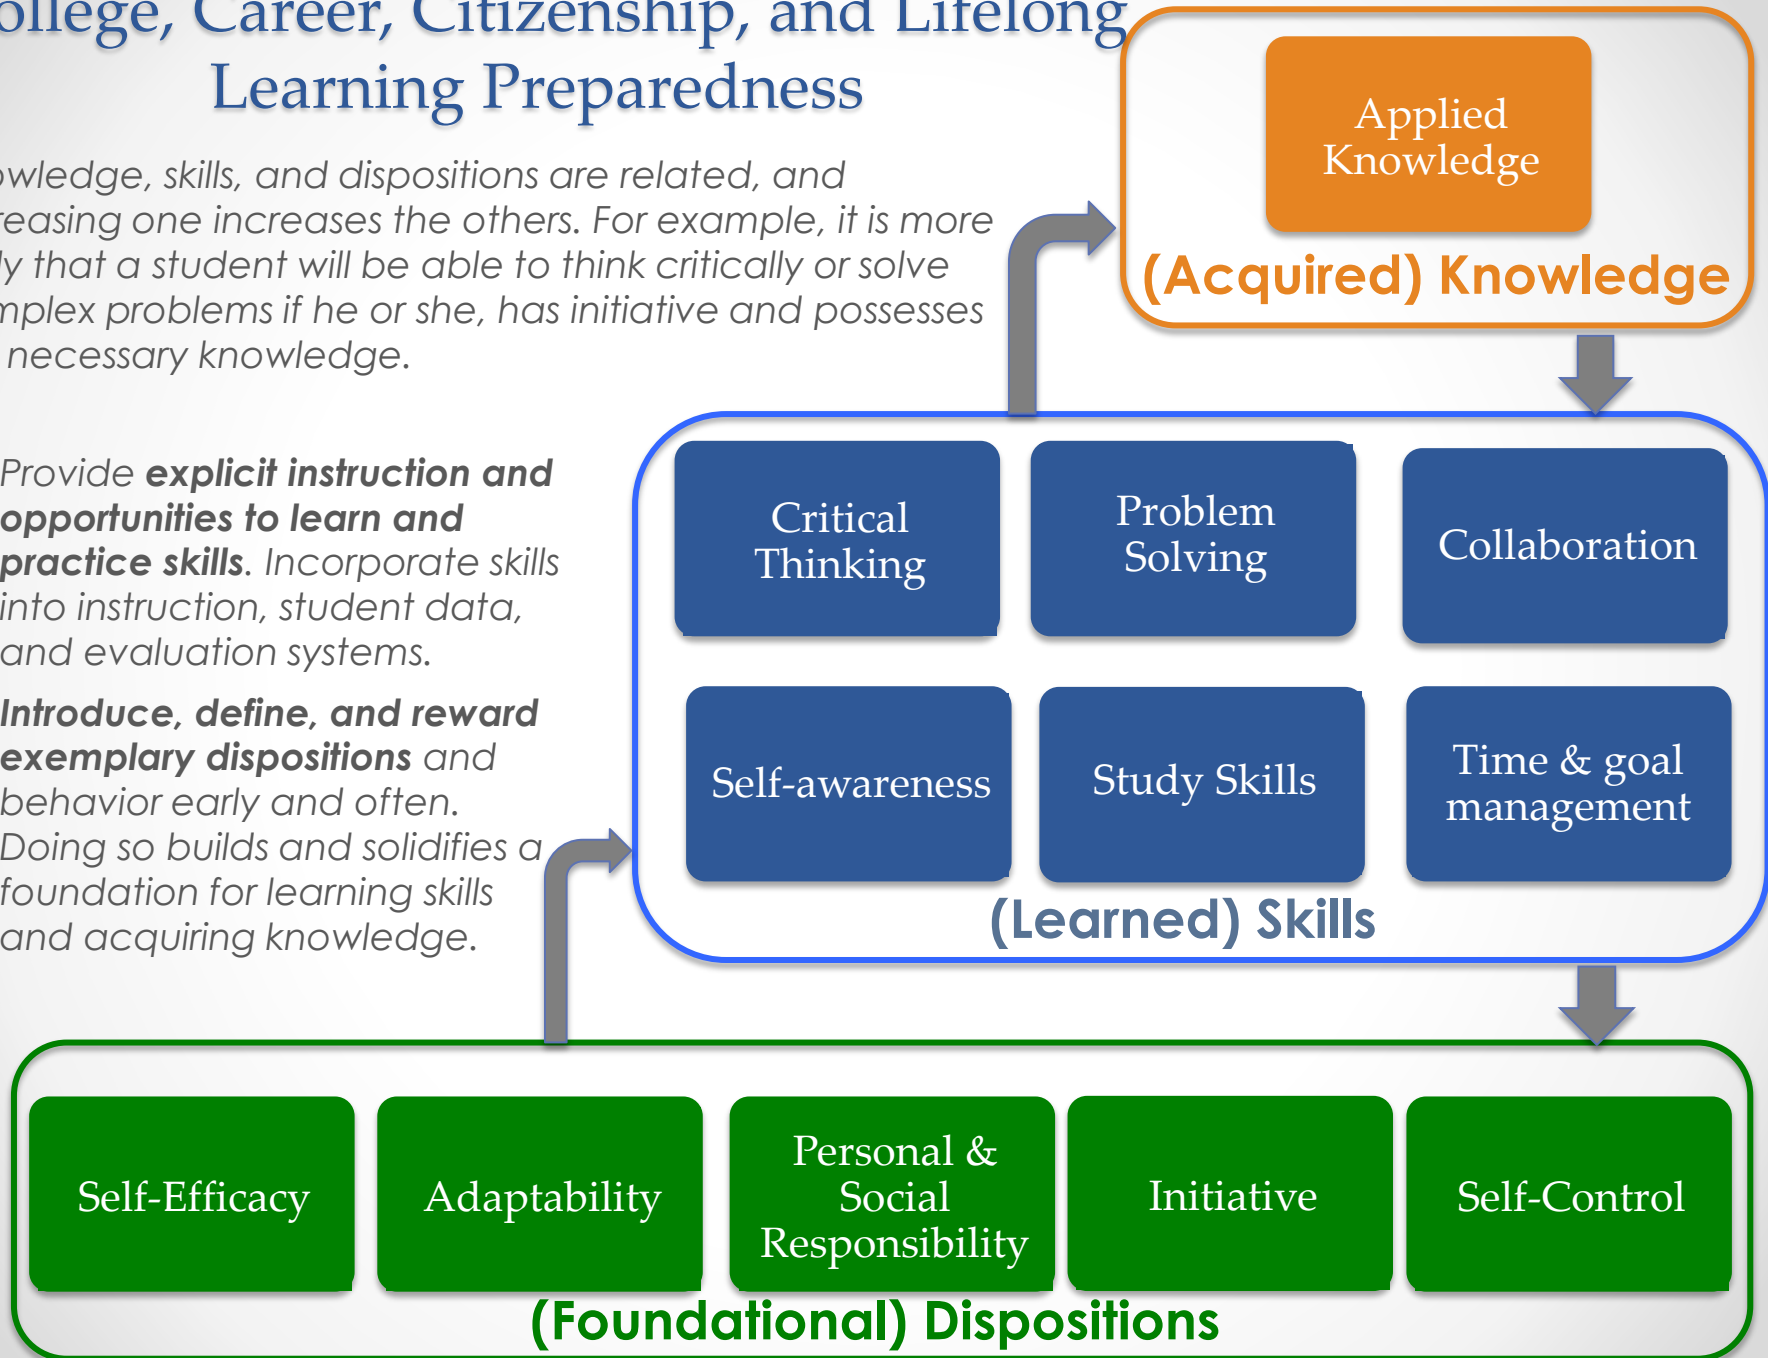 ollege, Career, Citizenship, and Lifelong
Learning Preparedness
owledge, skills, and dispositions are related, and
reasing one increases the others. For example, it is more
ly that a student will be able to think critically or solve
mplex problems if he or she, has initiative and possesses
necessary knowledge.
Provide explicit instruction and
opportunities to learn and
practice skills. Incorporate skills
into instruction, student data,
and evaluation systems.
Introduce, define, and reward
exemplary dispositions and
behavior early and often.
Doing so builds and solidifies a
foundation for learning skills
and acquiring knowledge.
Applied
Knowledge
(Acquired) Knowledge
Critical
Thinking
Problem
Solving
Collaboration
Self-awareness
Study Skills
Time & goal
management
(Learned) Skills
Self-Efficacy
Adaptability
Personal &
Social
Responsibility
Initiative
Self-Control
(Foundational) Dispositions